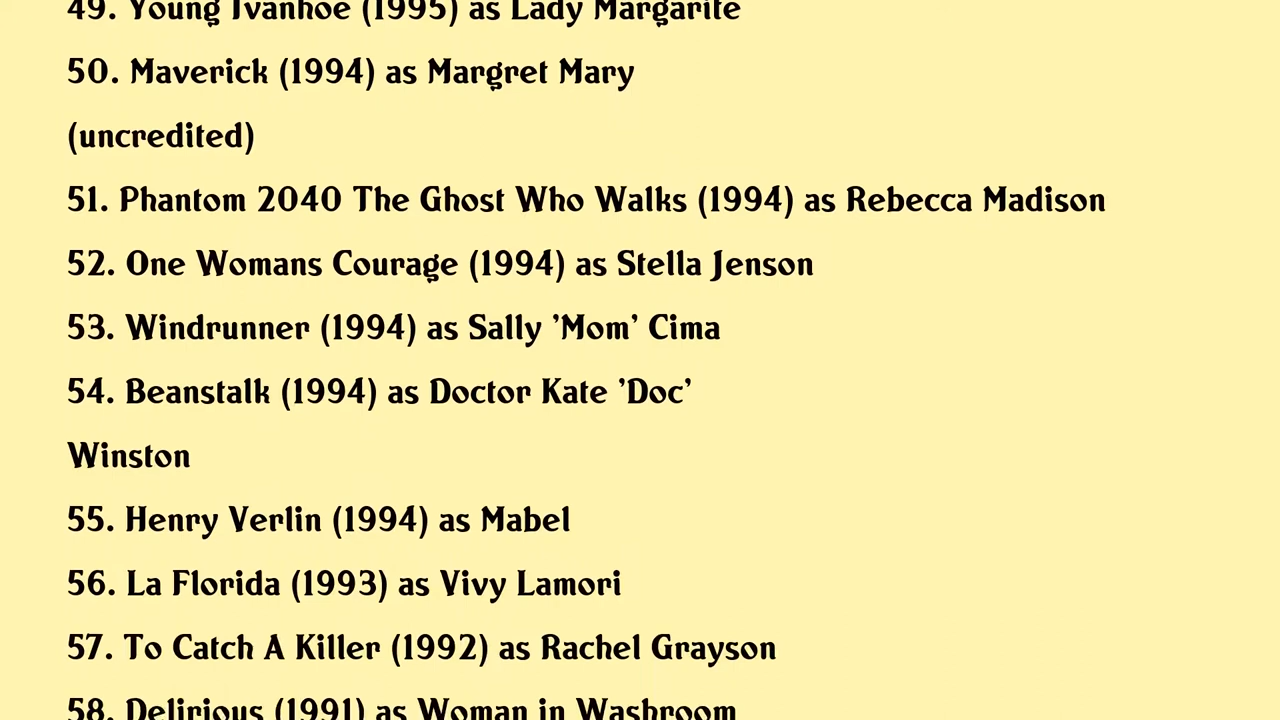 49. Young Ivanhoe (1995) as Lady Margarite
50. Maverick (1994) as Margret Mary
(uncredited)
51. Phantom 2040 The Ghost Who Walks (1994) as Rebecca Madison
52. One Womans Courage (1994) as Stella Jenson
53. Windrunner (1994) as Sally 'Mom' Cima
54. Beanstalk (1994) as Doctor Kate 'Doc'
Winston
55. Henry Verlin (1994) as Mabel
56. La Florida (1993) as Vivy Lamori
57. To Catch A Killer (1992) as Rachel Grayson
58. Delirious (1991) as Woman in Washroom